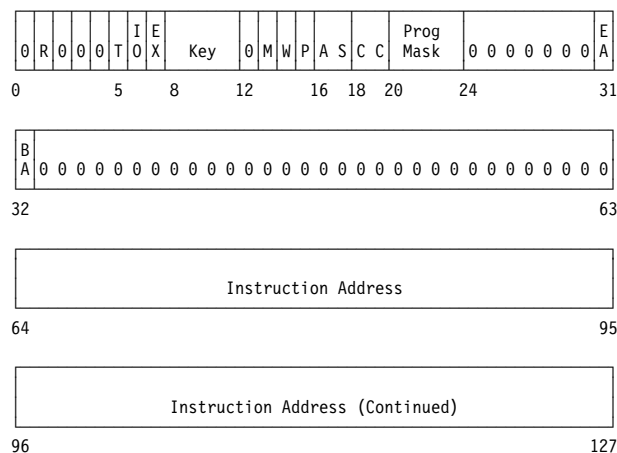 I E Prog E
0 R 0 0 0 T O X Key 0 M W P A S C C Mask 0 0 0 0 0 0 0 A
0 5 8 12 16 18 20 24 31
B
A 0 0 0 0 0 0 0 0 0 0 0 0 0 0 0 0 0 0 0 0 0 0 0 0 0 0 0 0 0 0 0
32 63
Instruction Address
64 95
Instruction Address (Continued)
96 127